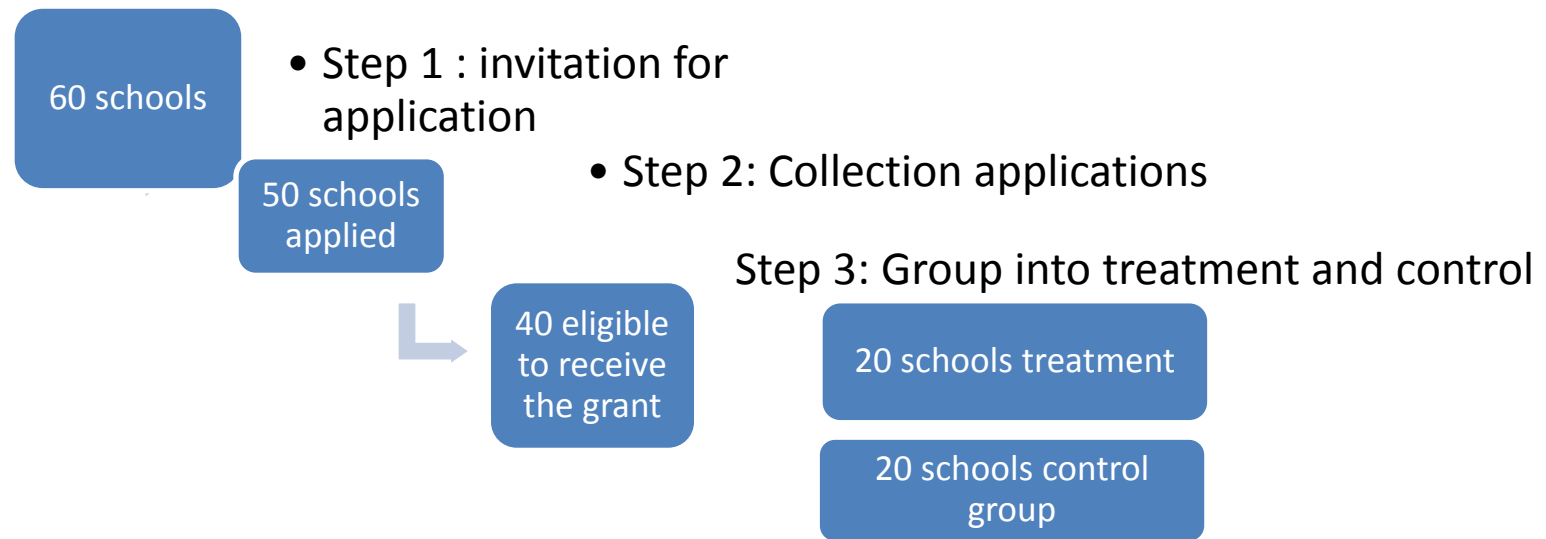 60 schools
• Step 1 : invitation for
application
50 schools
applied
• Step 2: Collection applications
Step 3: Group into treatment and control
40 eligible
to receive
the grant
20 schools treatment
20 schools control
group